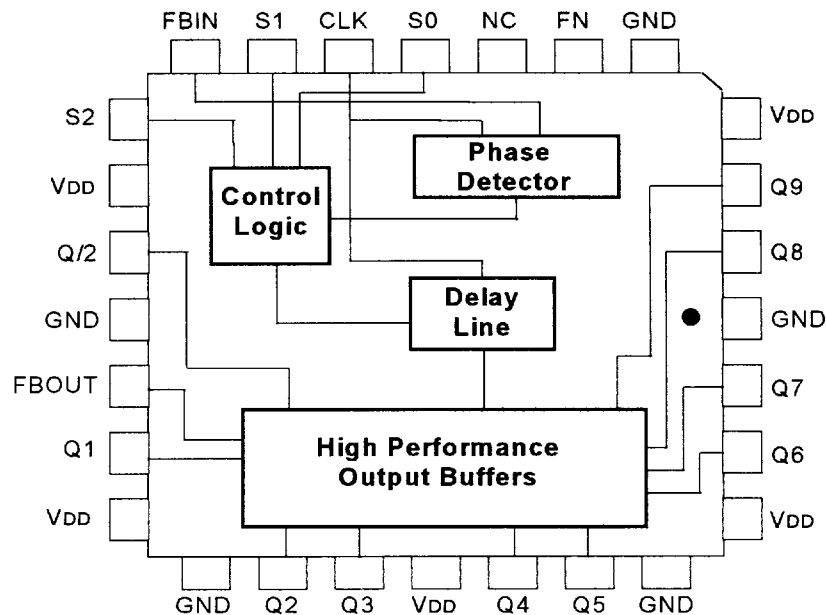 FBIN S1 CLK S0 NC FN GND
S2
VDD
Q/2
GND
FBOUT
Q1
VDD
Phase
Detector
Control
Logic
Delay
Line
High Performance
Output Buffers
VDD
Q9
Q8
GND
Q7
Q6
VDD
GND Q2 Q3 VDD Q4 Q5 GND